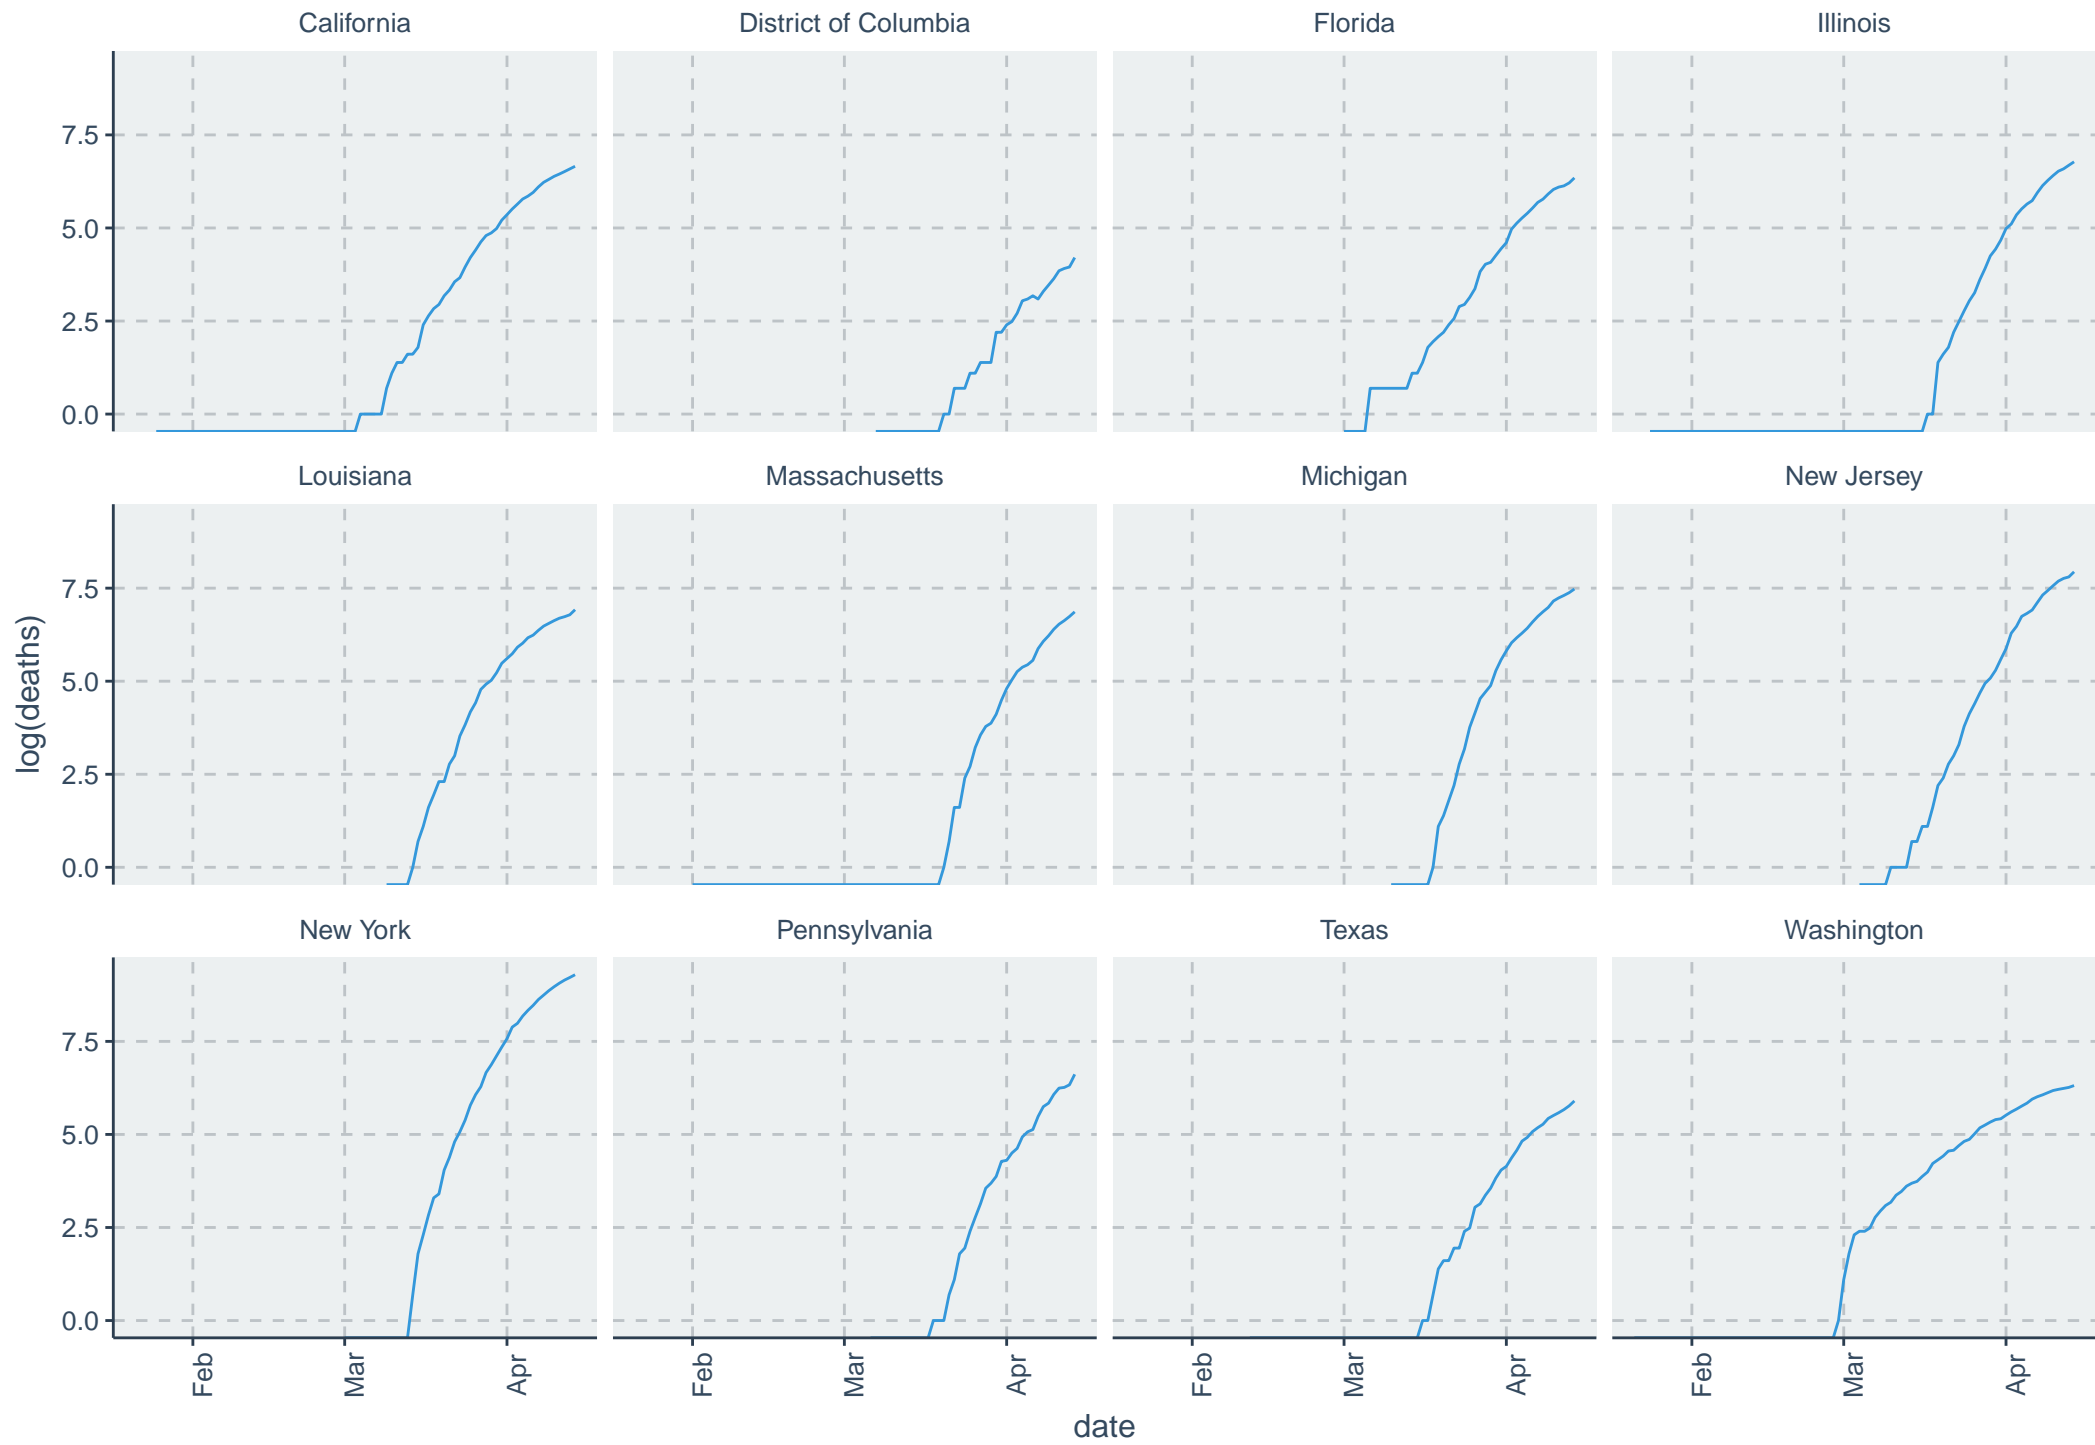 California
District of Columbia
Florida
Illinois
7.5
5.0
2.5
0.0
Louisiana
Massachusetts
Michigan
New Jersey
7.5
5.0
2.5
0.0
log(deaths)
New York
Pennsylvania
Texas
Washington
7.5
5.0
2.5
0.0
Feb
Mar
Apr
Feb
Mar
Apr
Feb
Mar
Apr
Feb
Mar
Apr
date